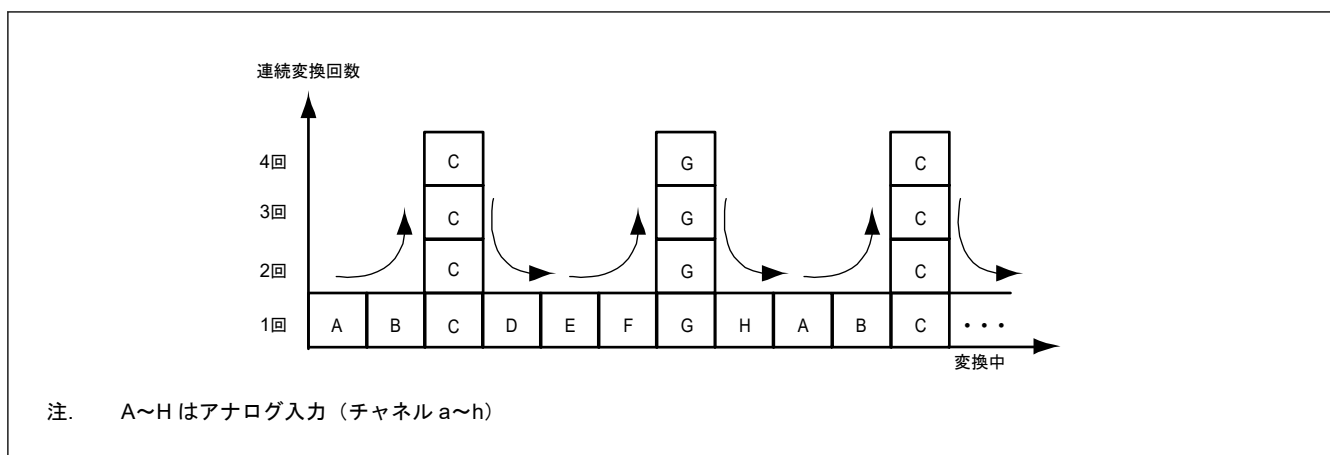 連続変換回数
4回 C G C
3回 C G C
2回 C G C
1回 A B C D E F G H A B C ・・・
変換中
注. A～H はアナログ入力（チャネル a～h）